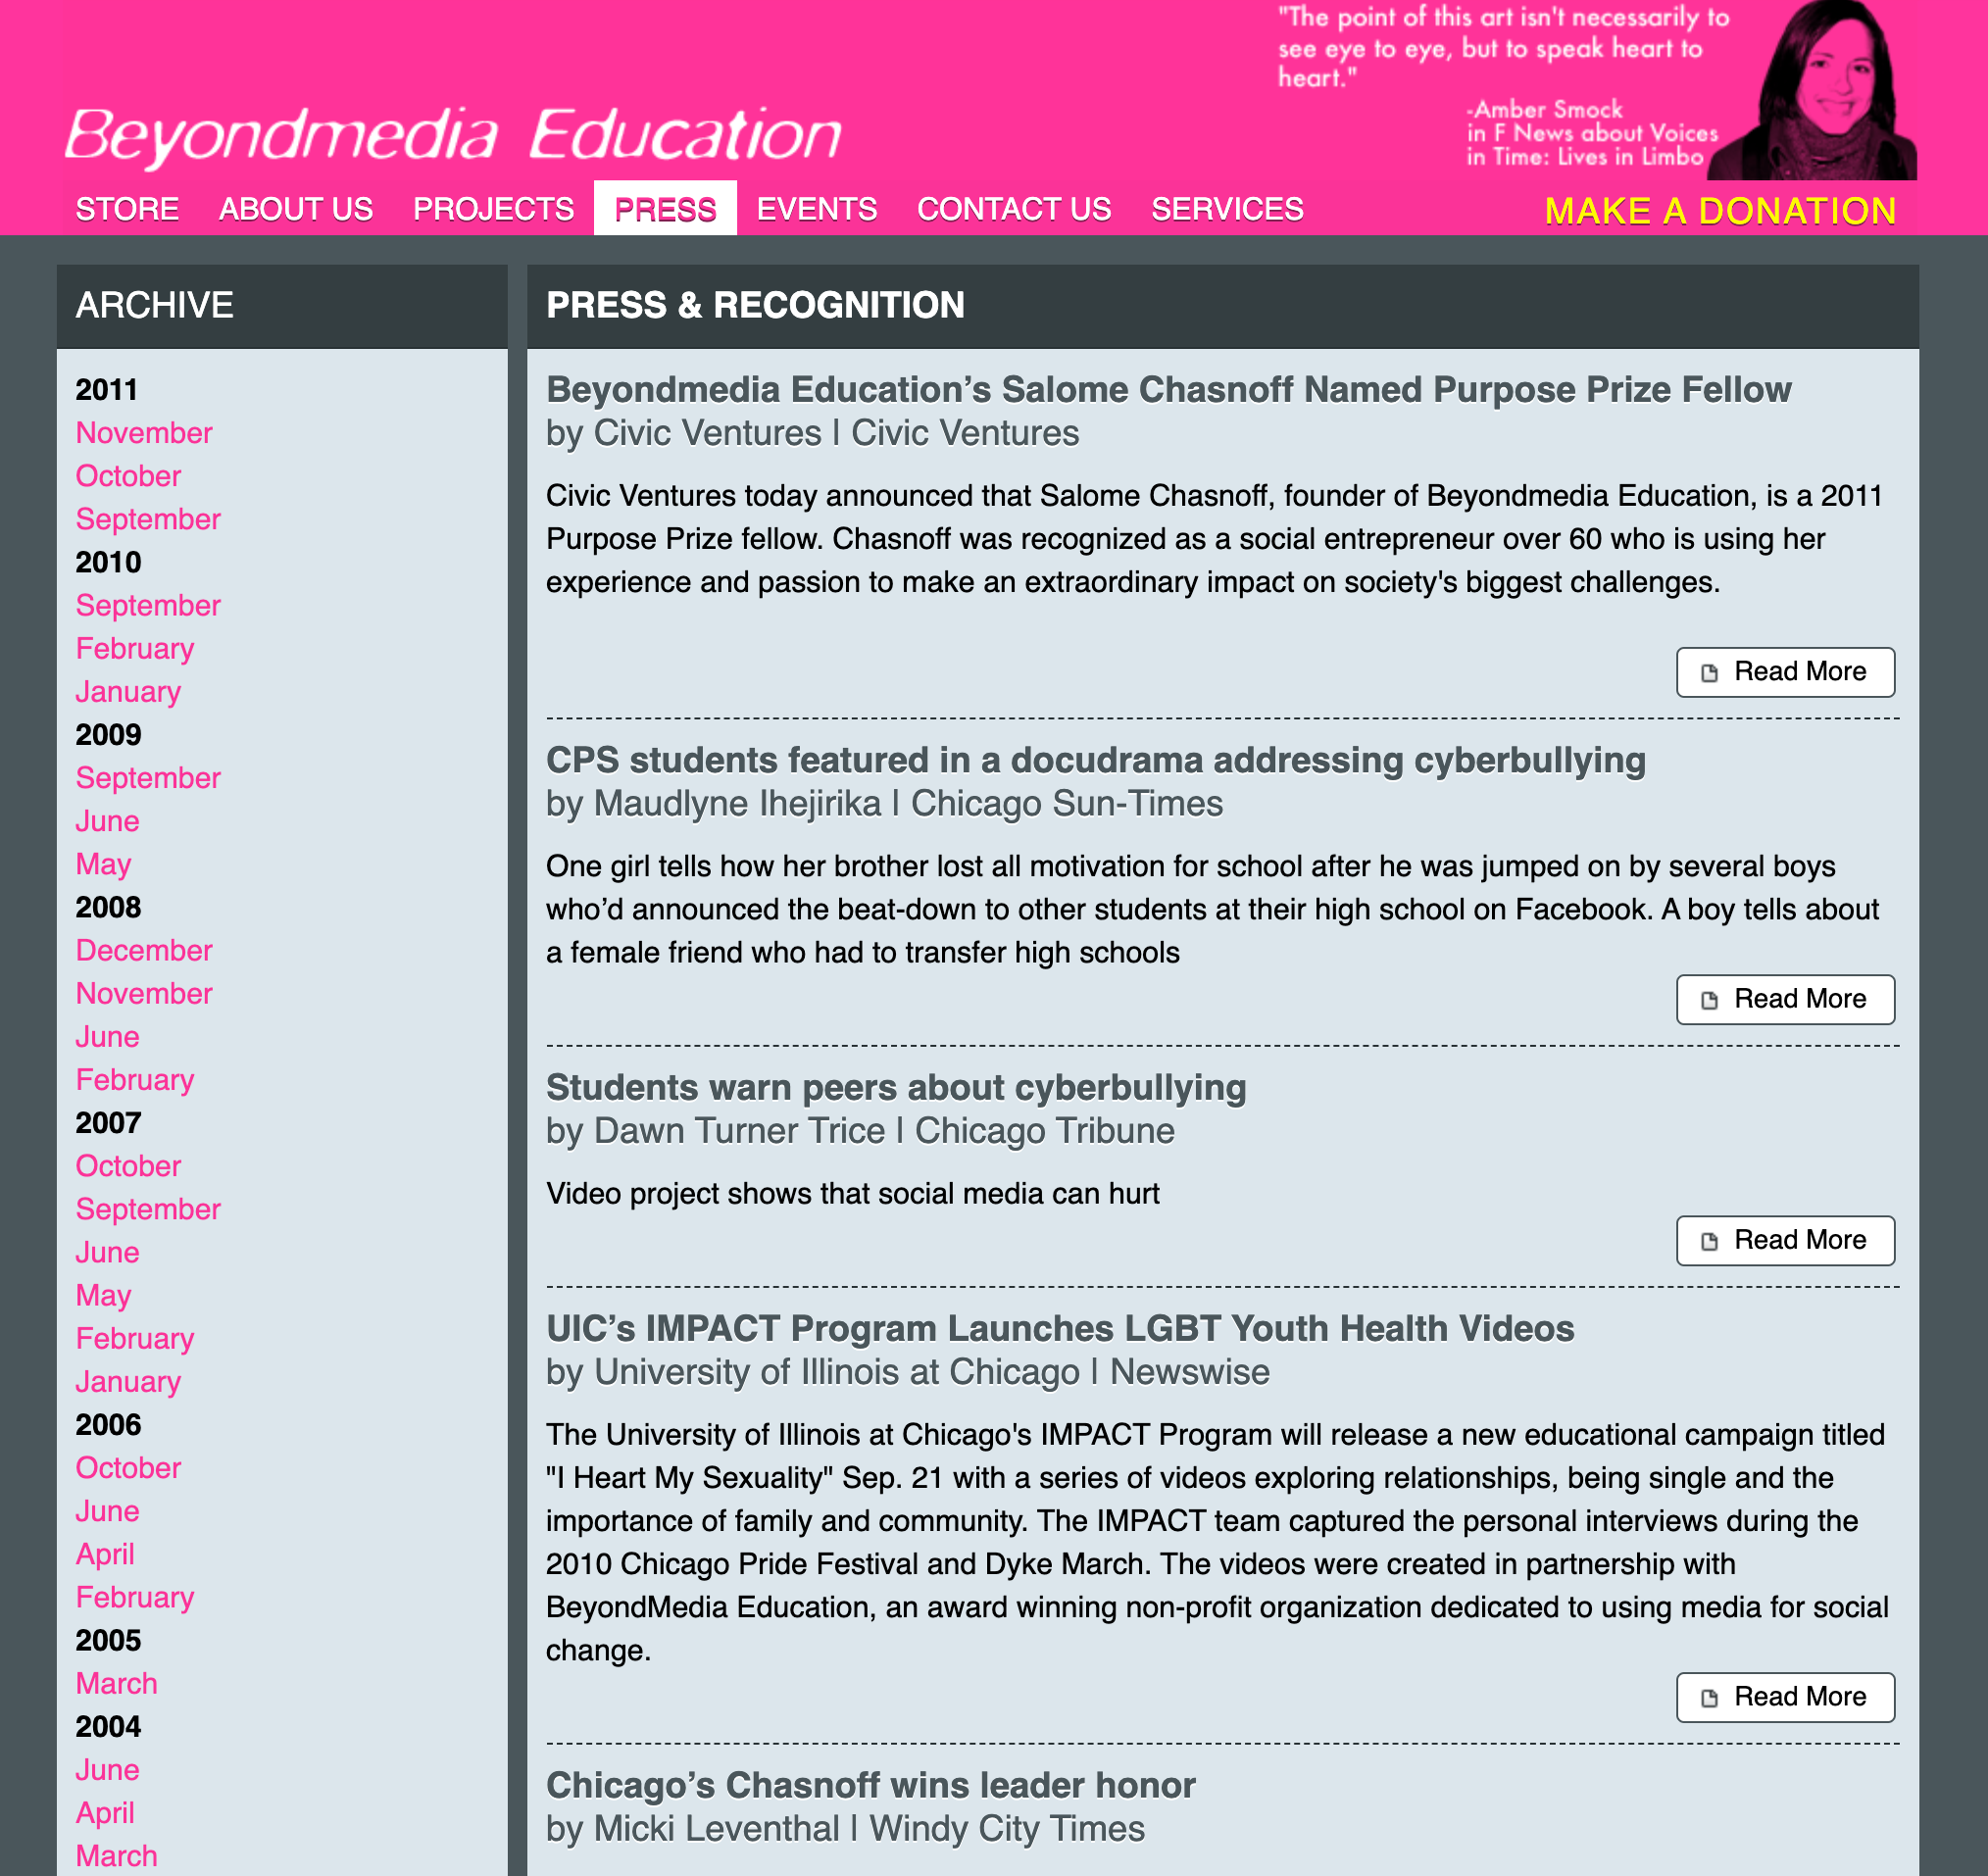 "The point of this art isn't necessarily to
see eye to eye, but to speak heart to
heart."
-Amber Smock
in F News about Voices
in Time: Lives in Limbo
Beyondmedia Education
STORE ABOUT US PROJECTS PRESS EVENTS CONTACT US SERVICES MAKE A DONATION
ARCHIVE
2011
November
October
September
2010
September
February
January
2009
September
June
May
2008
December
November
June
February
2007
October
September
June
May
February
January
2006
October
June
April
February
2005
March
2004
June
April
March
PRESS & RECOGNITION
Beyondmedia Education’s Salome Chasnoff Named Purpose Prize Fellow
by Civic Ventures | Civic Ventures
Civic Ventures today announced that Salome Chasnoff, founder of Beyondmedia Education, is a 2011
Purpose Prize fellow. Chasnoff was recognized as a social entrepreneur over 60 who is using her
experience and passion to make an extraordinary impact on society's biggest challenges.
Read More
CPS students featured in a docudrama addressing cyberbullying
by Maudlyne Ihejirika | Chicago Sun-Times
One girl tells how her brother lost all motivation for school after he was jumped on by several boys
who’d announced the beat-down to other students at their high school on Facebook. A boy tells about
a female friend who had to transfer high schools
Read More
Students warn peers about cyberbullying
by Dawn Turner Trice | Chicago Tribune
Video project shows that social media can hurt
Read More
UIC’s IMPACT Program Launches LGBT Youth Health Videos
by University of Illinois at Chicago | Newswise
The University of Illinois at Chicago's IMPACT Program will release a new educational campaign titled
"I Heart My Sexuality" Sep. 21 with a series of videos exploring relationships, being single and the
importance of family and community. The IMPACT team captured the personal interviews during the
2010 Chicago Pride Festival and Dyke March. The videos were created in partnership with
BeyondMedia Education, an award winning non-profit organization dedicated to using media for social
change.
Read More
Chicago’s Chasnoff wins leader honor
by Micki Leventhal | Windy City Times